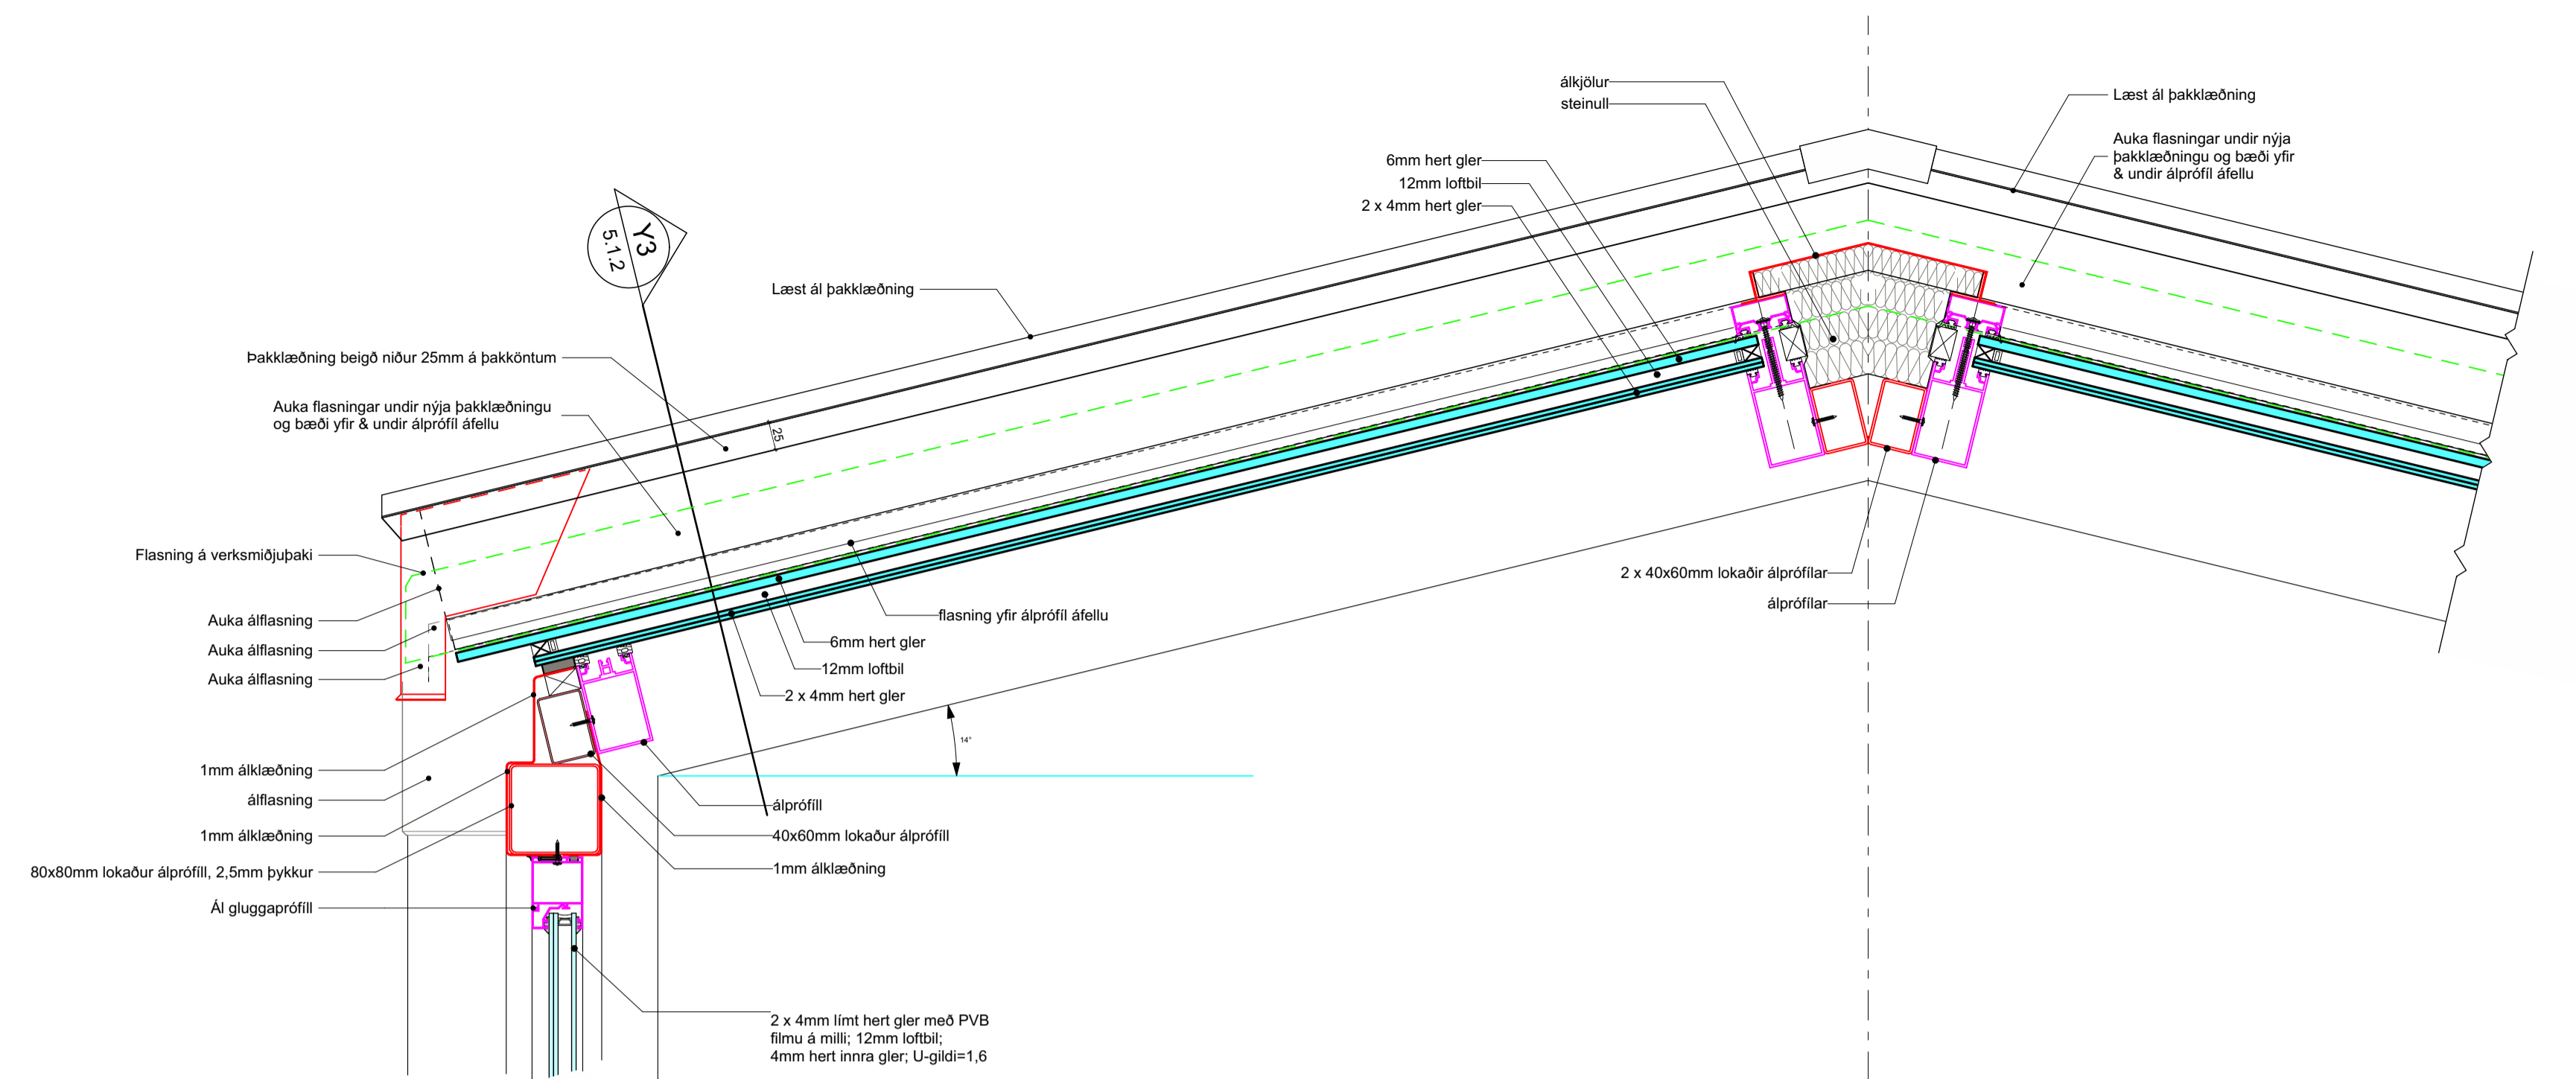 álkjölur
steinull
Læst ál þakklæðning
Auka flasningar undir nýja
þakklæðningu og bæði yfir
& undir álprófíl áfellu
6mm hert gler
12mm loftbil
2 x 4mm hert gler
Y3
5.1.2
Læst ál þakklæðning
Þakklæðning beigð niður 25mm á þakköntum
Auka flasningar undir nýja þakklæðningu
og bæði yfir & undir álprófíl áfellu
25
Flasning á verksmiðjuþaki
Auka álflasning
Auka álflasning
Auka álflasning
flasning yfir álprófíl áfellu
6mm hert gler
12mm loftbil
2 x 4mm hert gler
2 x 40x60mm lokaðir álprófílar
álprófílar
14°
1mm álklæðning
álflasning
1mm álklæðning
80x80mm lokaður álprófíll, 2,5mm þykkur
Ál gluggaprófíll
álprófíll
40x60mm lokaður álprófíll
1mm álklæðning
2 x 4mm límt hert gler með PVB
filmu á milli; 12mm loftbil;
4mm hert innra gler; U-gildi=1,6